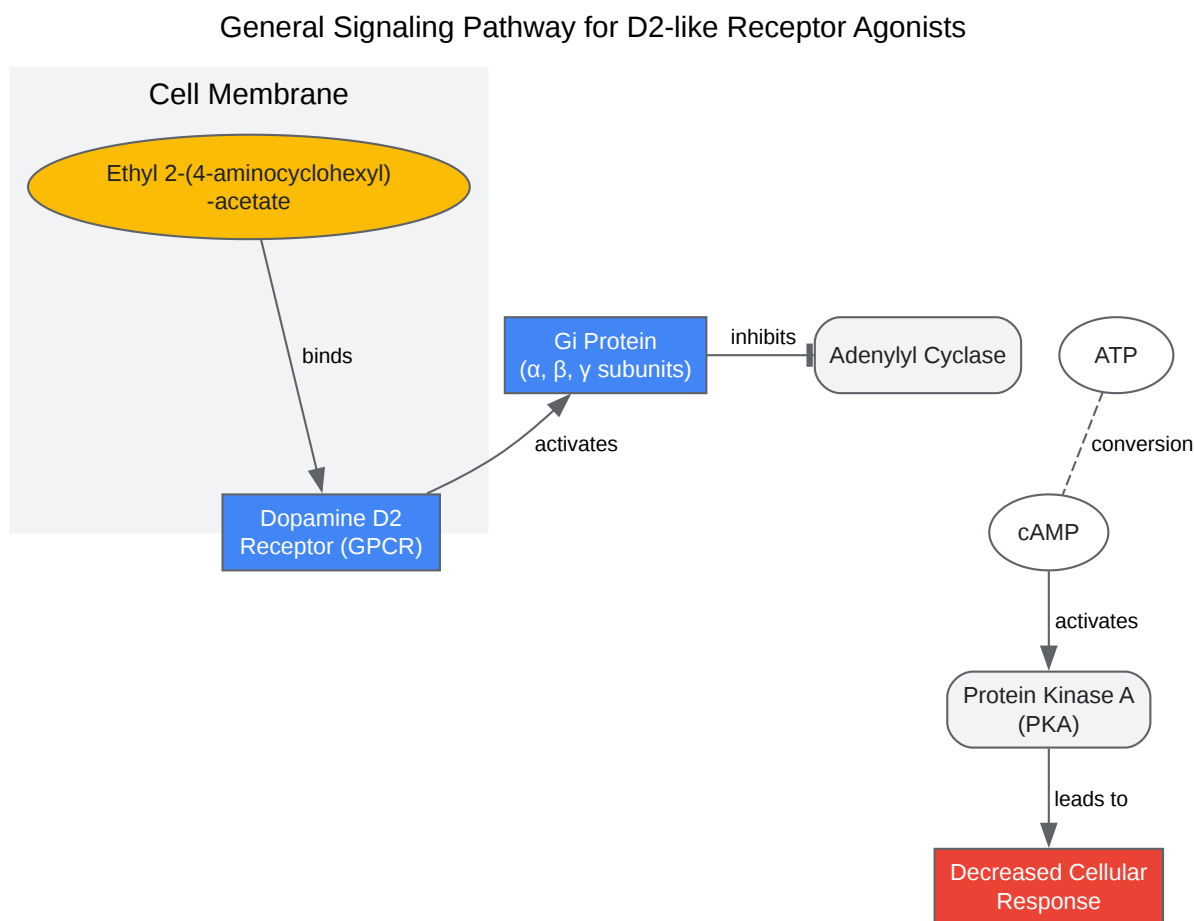 General Signaling Pathway for D2-like Receptor Agonists
Cell Membrane
Ethyl 2-(4-aminocyclohexyl)
-acetate
binds
Dopamine D2
Receptor (GPCR)
activates
Gi Protein
(α, β, γ subunits)
inhibits
Adenylyl Cyclase
ATP
conversion
cAMP
activates
Protein Kinase A
(PKA)
leads to
Decreased Cellular
Response